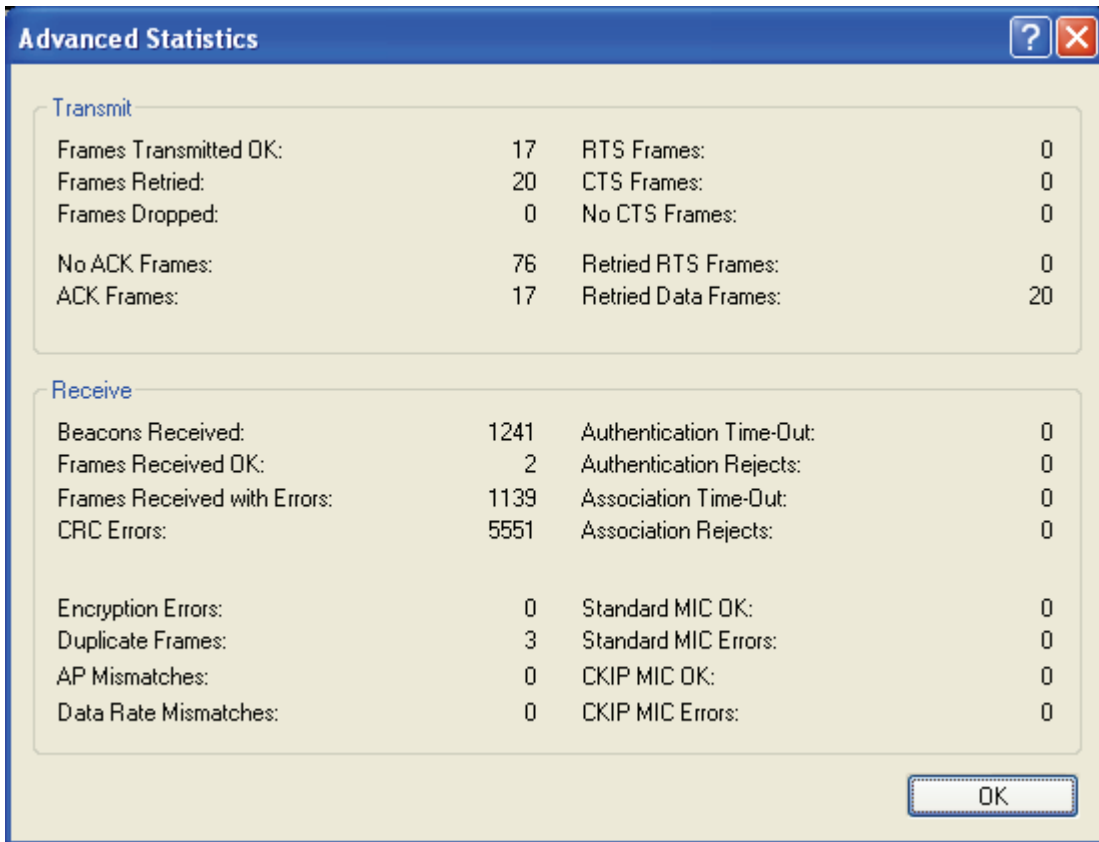 Advanced Statistics
Transmit
Frames Transmitted OK: 17 RTS Frames: 0
Frames Retried: 20 CTS Frames: 0
Frames Dropped: 0 No CTS Frames: 0
No ACK Frames: 76 Retried RTS Frames: 0
ACK Frames: 17 Retried Data Frames: 20
Receive
Beacons Received: 1241 Authentication Time-Out: 0
Frames Received OK: 2 Authentication Rejects: 0
Frames Received with Errors: 1139 Association Time-Out: 0
CRC Errors: 5551 Association Rejects: 0
Encryption Errors: 0 Standard MIC OK: 0
Duplicate Frames: 3 Standard MIC Errors: 0
AP Mismatches: 0 CKIP MIC OK: 0
Data Rate Mismatches: 0 CKIP MIC Errors: 0
OK